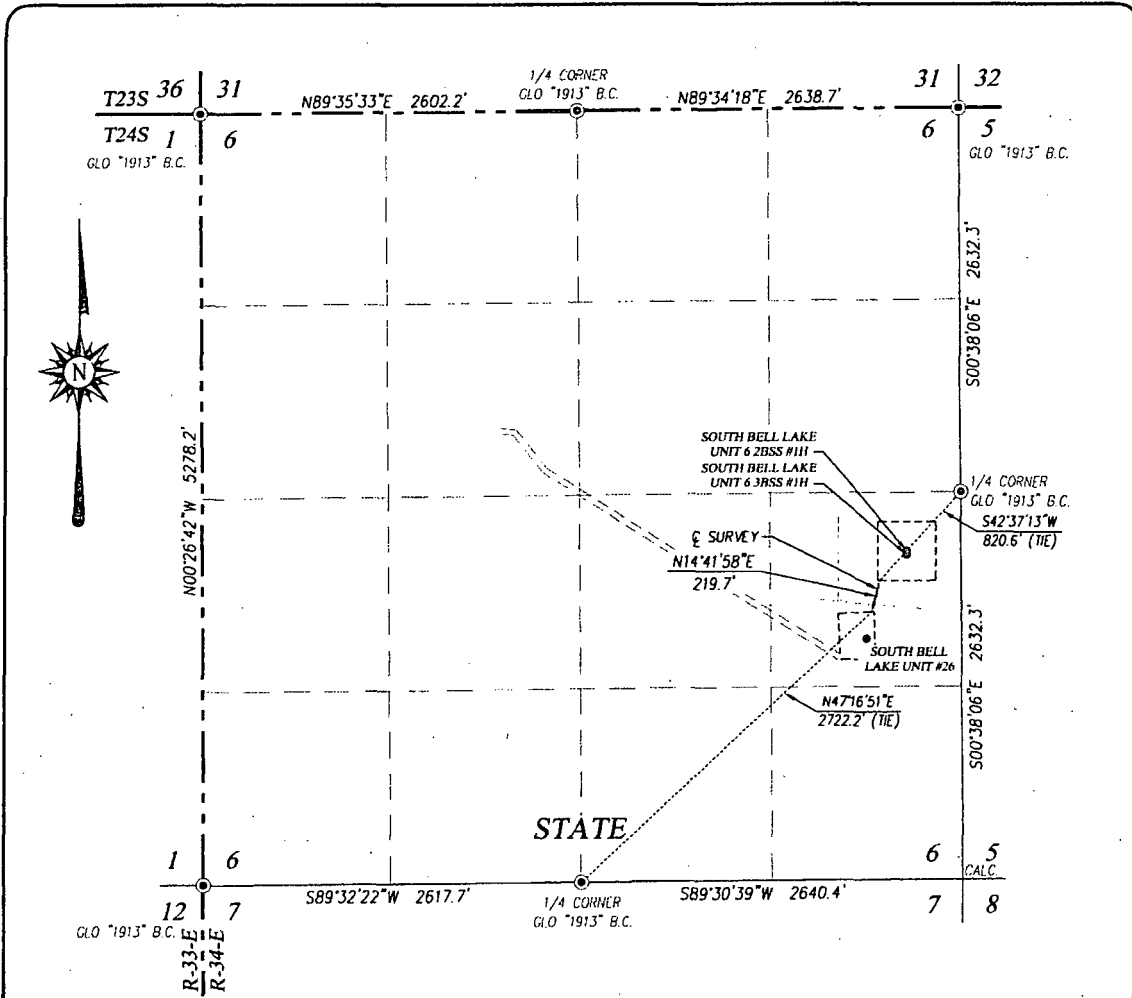 36 31
T23S
T24S
1 6
GLO "1913" B.C.
N89°35'33"E 2602.2'
1/4 CORNER
GLO "1913" B.C.
N89°34'18"E 2638.7'
31 32
6 5
GLO "1913" B.C.
N
N00°26'42"W 5278.2'
S00°38'06"E 2632.3'
SOUTH BELL LAKE
UNIT 6 2BSS #1H
SOUTH BELL LAKE
UNIT 6 3BSS #1H
1/4 CORNER
GLO "1913" B.C.
S42°37'13"W
820.6' (TIE)
℄ SURVEY
N14°41'58"E
219.7'
SOUTH BELL
LAKE UNIT #26
S00°38'06"E 2632.3'
N47°16'51"E
2722.2' (TIE)
STATE
1 6
12 7
GLO "1913" B.C.
R-33-E
R-34-E
S89°32'22"W 2617.7'
1/4 CORNER
GLO "1913" B.C.
S89°30'39"W 2640.4'
6 5
CALC.
7 8